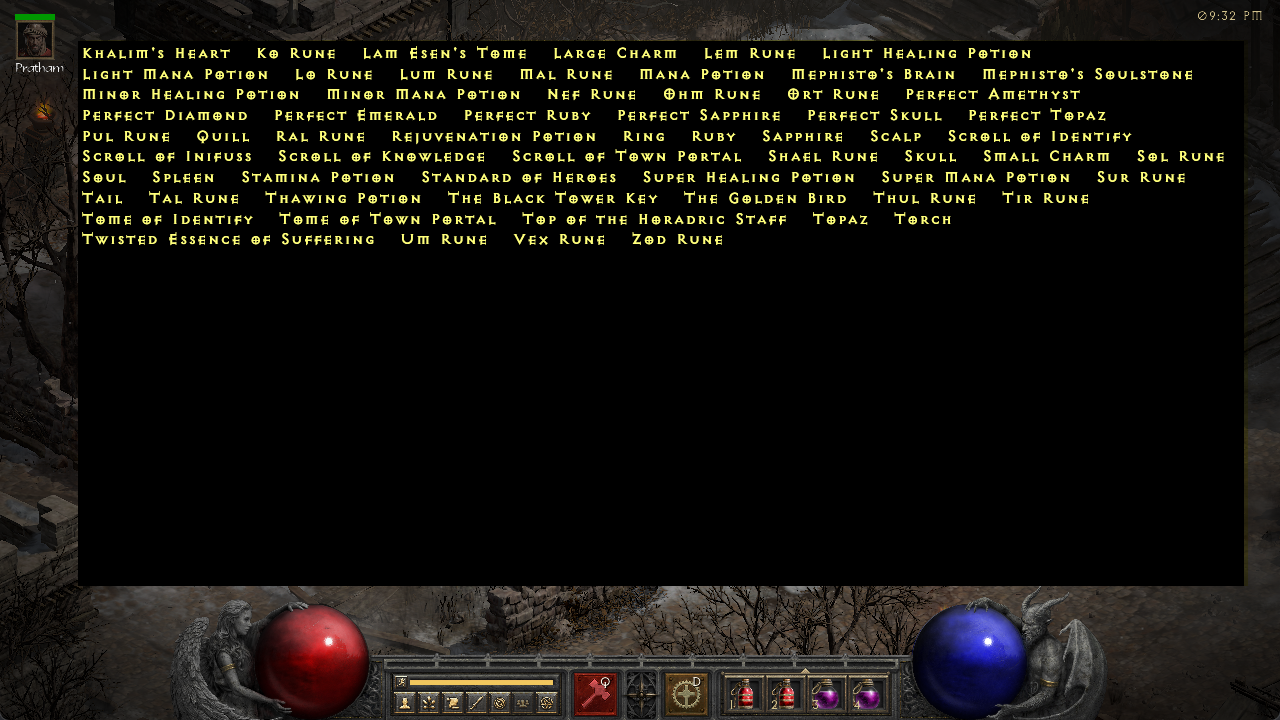 09:32 PM
Pratham
Khalim's Heart Ko Rune Lam Esen's Tome Large Charm Lem Rune Light Healing Potion
Light Mana Potion Lo Rune Lum Rune Mal Rune Mana Potion Mephisto's Brain Mephisto's Soulstone
Minor Healing Potion Minor Mana Potion Nef Rune Ohm Rune Ort Rune Perfect Amethyst
Perfect Diamond Perfect Emerald Perfect Ruby Perfect Sapphire Perfect Skull Perfect Topaz
Pul Rune Quill Ral Rune Rejuvenation Potion Ring Ruby Sapphire Scalp Scroll of Identify
Scroll of Inifuss Scroll of Knowledge Scroll of Town Portal Shael Rune Skull Small Charm Sol Rune
Soul Spleen Stamina Potion Standard of Heroes Super Healing Potion Super Mana Potion Sur Rune
Tail Tal Rune Thawing Potion The Black Tower Key The Golden Bird Thul Rune Tir Rune
Tome of Identify Tome of Town Portal Top of the Horadric Staff Topaz Torch
Twisted Essence of Suffering Um Rune Vex Rune Zod Rune
Q D
1 2 3 4